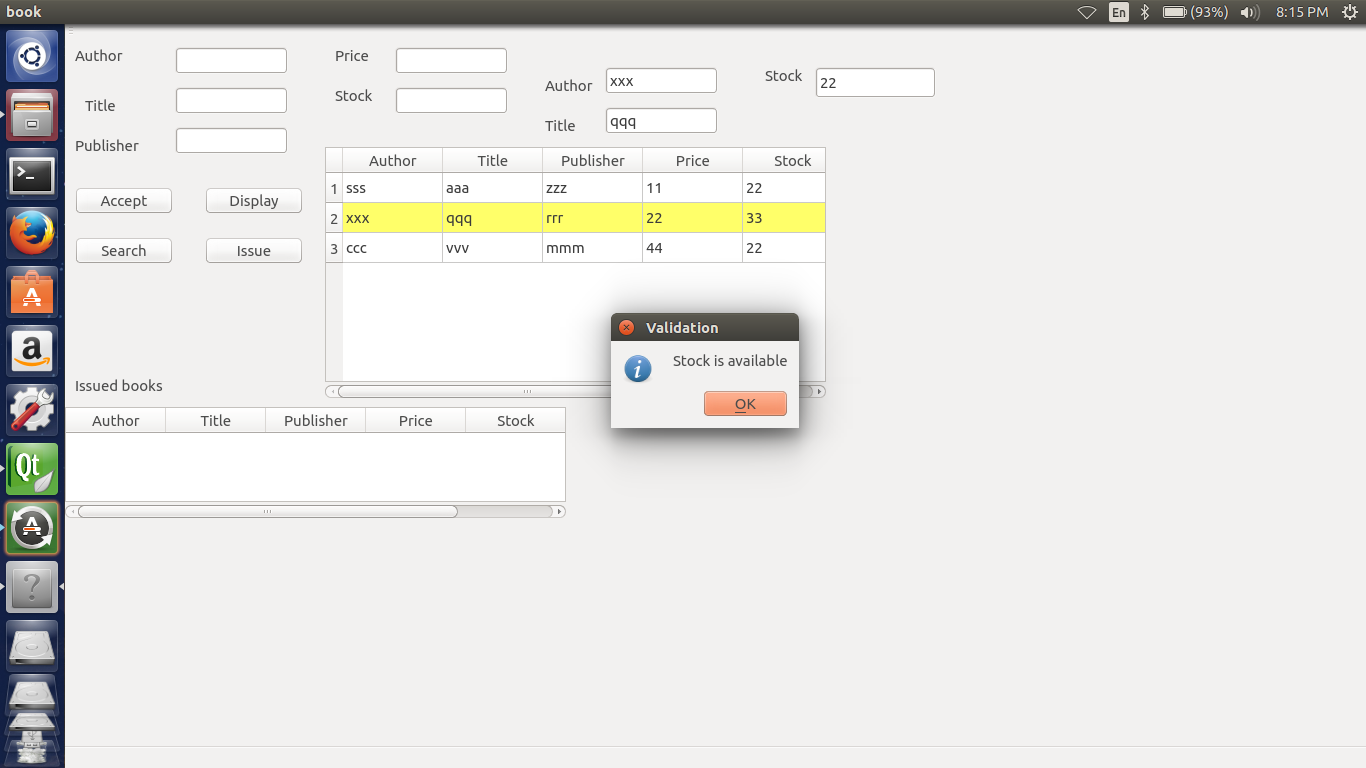 book
En
(93%)
8:15 PM
Author
Price
Author
xxx
Stock
22
Title
Stock
Title
qqq
Publisher
Accept
Display
Search
Issue
Author Title Publisher Price Stock
1 sss aaa zzz 11 22
2 xxx qqq rrr 22 33
3 ccc vvv mmm 44 22
Validation
Stock is available
OK
Issued books
Author Title Publisher Price Stock
>_
a
Qt
A
A
?